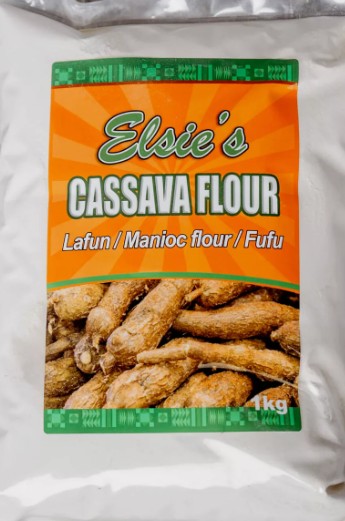 Elsie's
CASSAVA FLOUR
Lafun / Manioc flour / Fufu
1kg